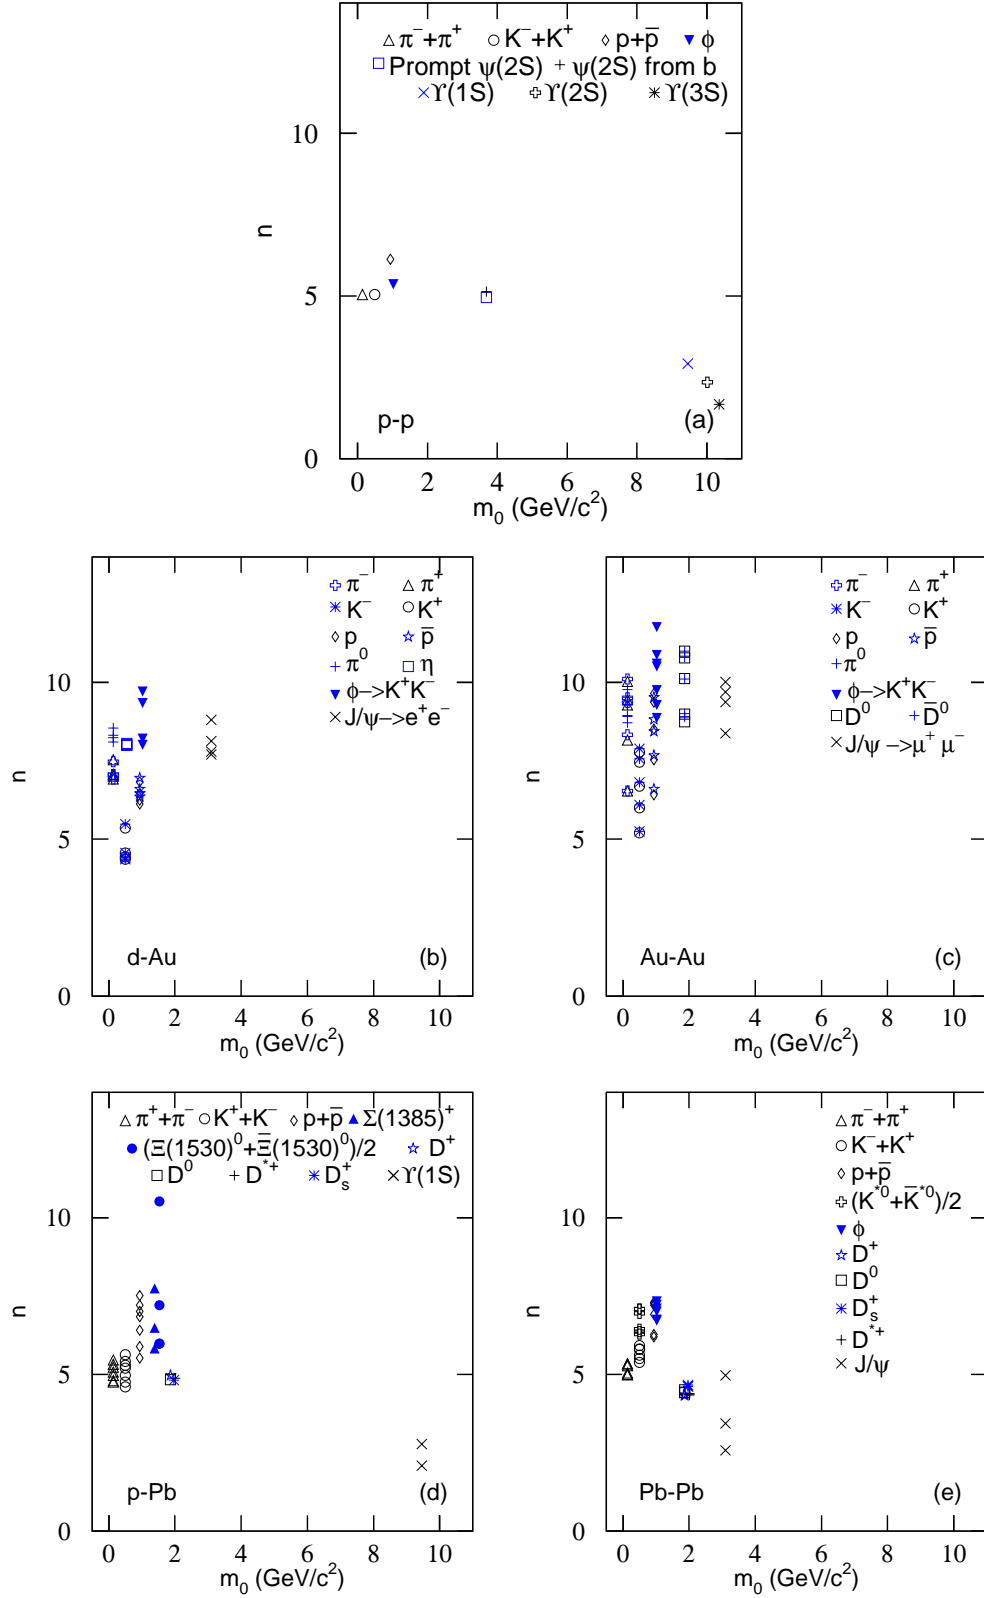 π⁻+π⁺ K⁻+K⁺ p+p̄ ϕ
Prompt ψ(2S) + ψ(2S) from b
ϒ(1S) ϒ(2S) ϒ(3S)
10
n
5
p-p (a)
0
0 2 4 6 8 10
m₀ (GeV/c²)
π⁻ π⁺
K⁻ K⁺
p p̄
π⁰ η
ϕ->K⁺K⁻
J/ψ->e⁺e⁻
10
n
5
d-Au (b)
0
0 2 4 6 8 10
m₀ (GeV/c²)
π⁻ π⁺
K⁻ K⁺
p p̄
π⁰
ϕ->K⁺K⁻
D⁰ D̄⁰
J/ψ ->μ⁺ μ⁻
10
n
5
Au-Au (c)
0
0 2 4 6 8 10
m₀ (GeV/c²)
π⁺+π⁻ K⁺+K⁻ p+p̄ Σ(1385)⁺
(Ξ(1530)⁰+Ξ̄(1530)⁰)/2 D⁺
D⁰ D*⁺ Dₛ⁺ ϒ(1S)
10
n
5
p-Pb (d)
0
0 2 4 6 8 10
m₀ (GeV/c²)
π⁻+π⁺
K⁻+K⁺
p+p̄
(K*⁰+K̄*⁰)/2
ϕ
D⁺
D⁰
Dₛ⁺
D*⁺
J/ψ
10
n
5
Pb-Pb (e)
0
0 2 4 6 8 10
m₀ (GeV/c²)